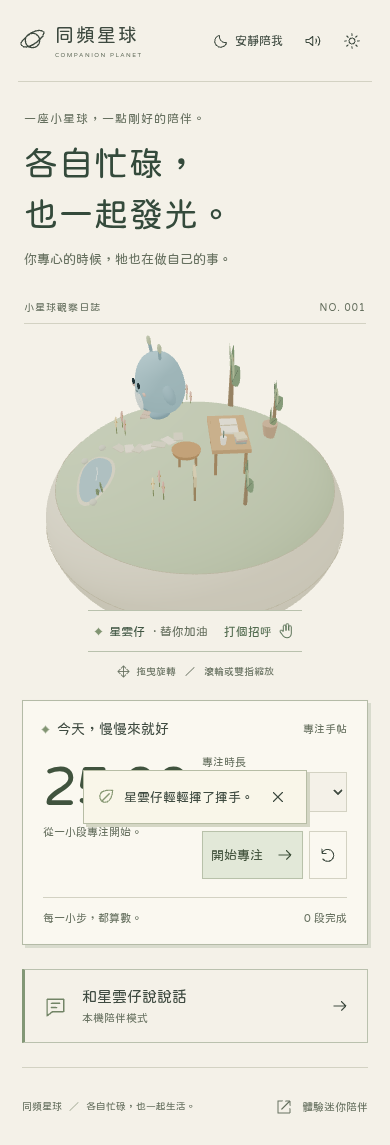 同頻星球
COMPANION PLANET
安靜陪我
一座小星球，一點剛好的陪伴。
各自忙碌，
也一起發光。
你專心的時候，牠也在做自己的事。
小星球觀察日誌
NO. 001
星雲仔 · 替你加油 打個招呼
拖曳旋轉 ／ 滾輪或雙指縮放
今天，慢慢來就好
專注手帖
專注時長
星雲仔輕輕揮了揮手。
從一小段專注開始。
開始專注
每一小步，都算數。
0 段完成
和星雲仔說說話
本機陪伴模式
同頻星球 ／ 各自忙碌，也一起生活。
體驗迷你陪伴